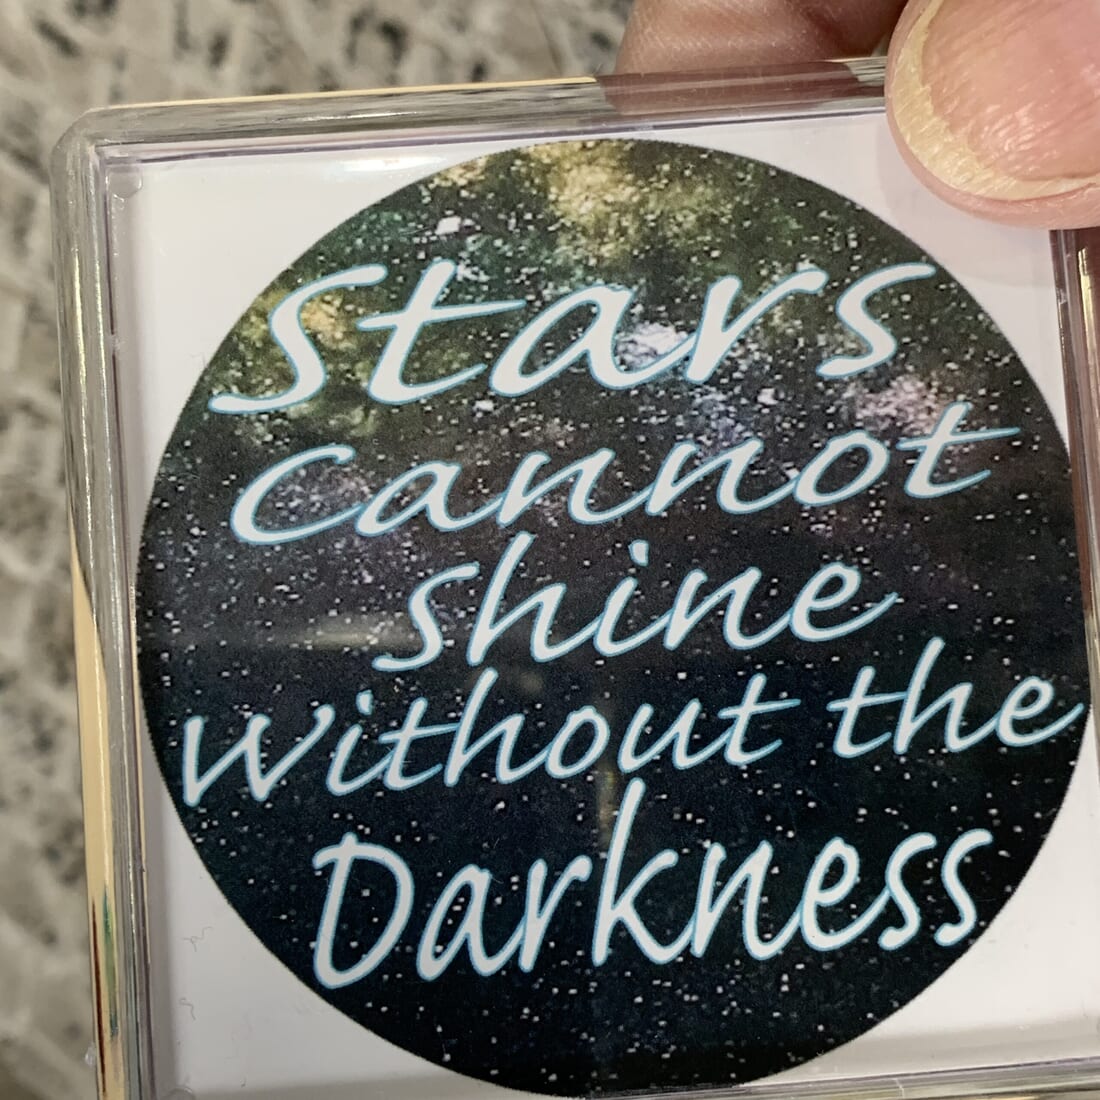 Stars
cannot
shine
Without the
Darkness